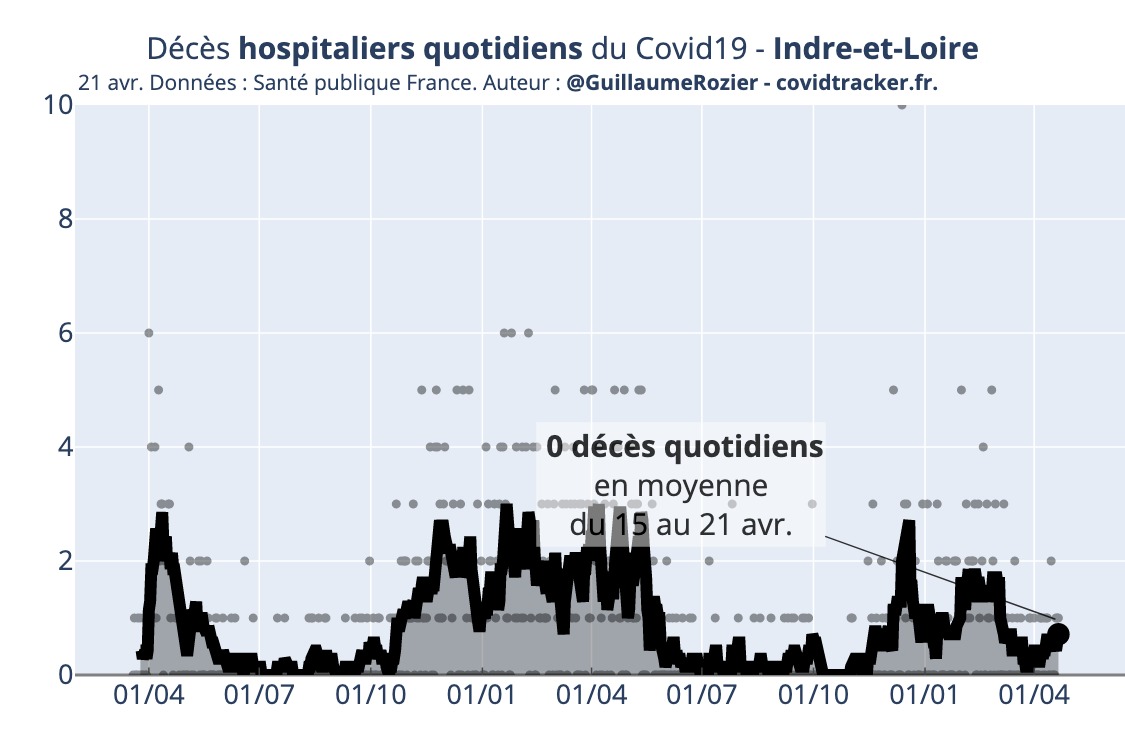 Décès hospitaliers quotidiens du Covid19 - Indre-et-Loire
21 avr. Données : Santé publique France. Auteur : @GuillaumeRozier - covidtracker.fr.
10
8
6
4
2
0
0 décès quotidiens
en moyenne
du 15 au 21 avr.
01/04 01/07 01/10 01/01 01/04 01/07 01/10 01/01 01/04